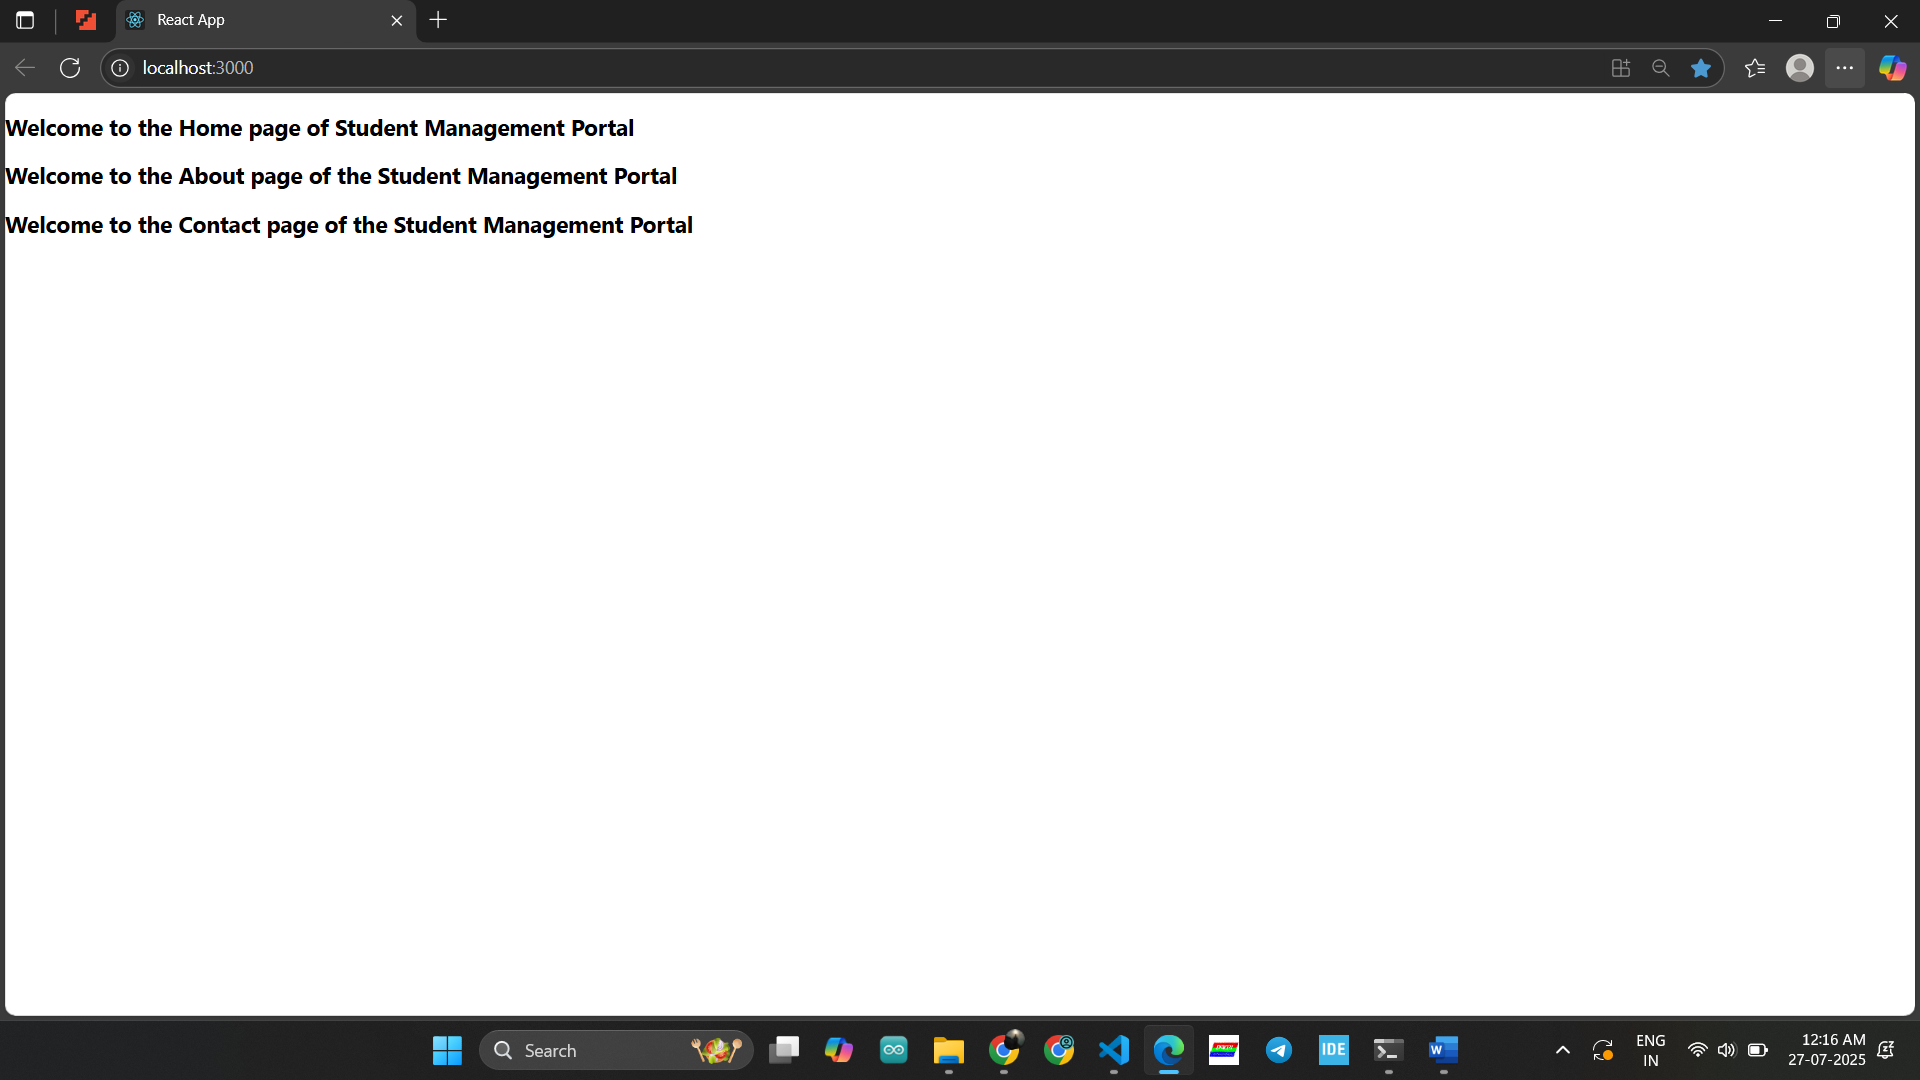 React App
localhost:3000
Welcome to the Home page of Student Management Portal
Welcome to the About page of the Student Management Portal
Welcome to the Contact page of the Student Management Portal
Search
IDE
W
ENG
IN
12:16 AM
27-07-2025